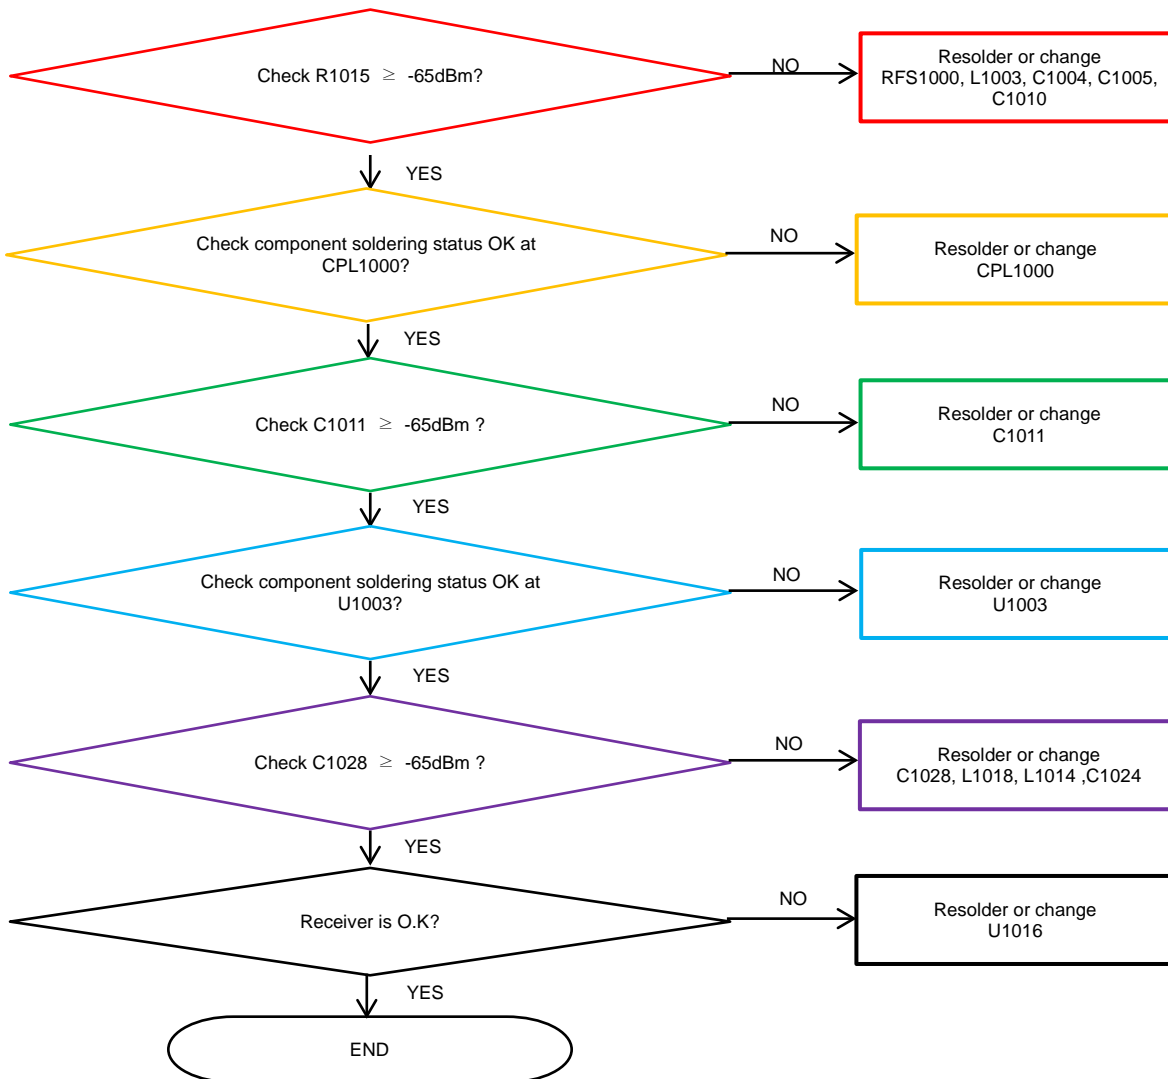 Check R1015 ≥ -65dBm?
NO
Resolder or change
RFS1000, L1003, C1004, C1005,
C1010
YES
Check component soldering status OK at
CPL1000?
NO
Resolder or change
CPL1000
YES
Check C1011 ≥ -65dBm ?
NO
Resolder or change
C1011
YES
Check component soldering status OK at
U1003?
NO
Resolder or change
U1003
YES
Check C1028 ≥ -65dBm ?
NO
Resolder or change
C1028, L1018, L1014 ,C1024
YES
Receiver is O.K?
NO
Resolder or change
U1016
YES
END